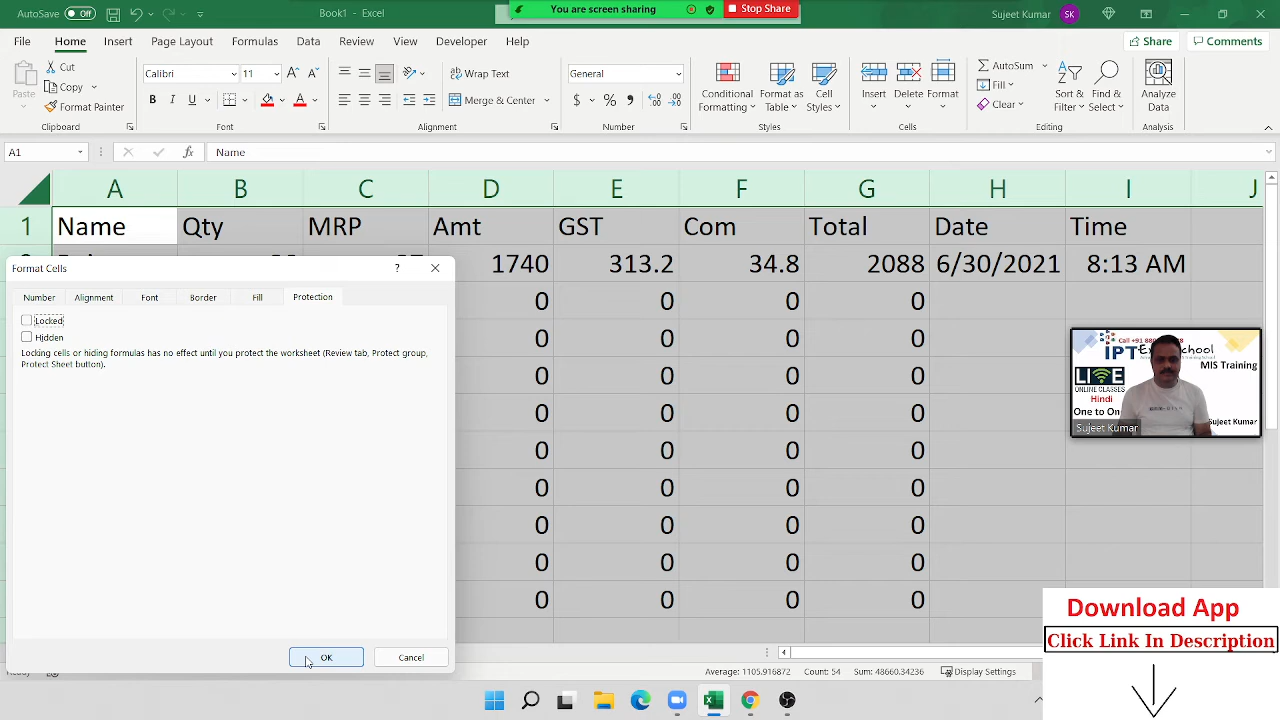 AutoSave Off
Book1 - Excel
You are screen sharing
Stop Share
Sujeet Kumar
SK
File Home Insert Page Layout Formulas Data Review View Developer Help
Share
Comments
Paste
Cut
Copy
Format Painter
Clipboard
Calibri 11
B I U
Font
Wrap Text
Merge & Center
Alignment
General
$ % ,
Number
Conditional Formatting
Format as Table
Cell Styles
Styles
Insert Delete Format
Cells
AutoSum
Fill
Clear
Sort & Filter
Find & Select
Editing
Analyze Data
Analysis
A1 fx Name
A B C D E F G H I J
1 Name Qty MRP Amt GST Com Total Date Time
1740 313.2 34.8 2088 6/30/2021 8:13 AM
0 0 0 0
0 0 0 0
0 0 0 0
0 0 0 0
0 0 0 0
0 0 0 0
0 0 0 0
0 0 0 0
0 0 0 0
Format Cells ?
Number Alignment Font Border Fill Protection
Locked
Hidden
Locking cells or hiding formulas has no effect until you protect the worksheet (Review tab, Protect group,
Protect Sheet button).
OK Cancel
IPT
MIS Training
LIVE
ONLINE CLASSES
Hindi
Sujeet Kumar
Sujeet Kumar
Average: 1105.916872 Count: 54 Sum: 48660.34236 Display Settings
Download App
Click Link In Description